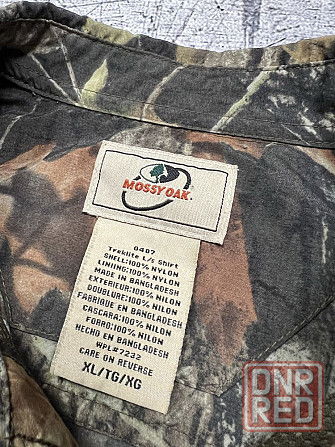 MOSSY OAK
0407
Treklite L/S Shirt
SHELL:100% NYLON
LINIING:100% NYLON
MADE IN BANGLADESH
EXTERIEUR:100% NILON
DOUBLURE:100% NILON
FABRIQUE EN BANGLADESH
CASCARA:100% NILON
FORRO:100% NILON
HECHO EN BANGLADESH
WPL#7232
CARE ON REVERSE
XL/TG/XG
DNR
RED